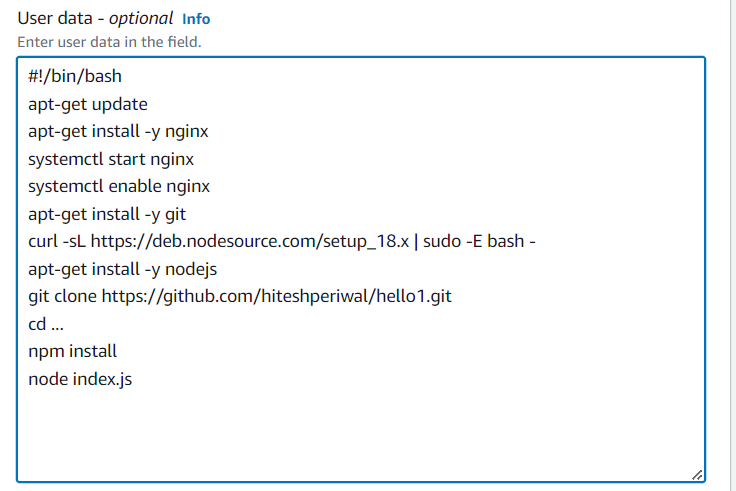 User data - optional Info
Enter user data in the field.
#!/bin/bash
apt-get update
apt-get install -y nginx
systemctl start nginx
systemctl enable nginx
apt-get install -y git
curl -sL https://deb.nodesource.com/setup_18.x | sudo -E bash -
apt-get install -y nodejs
git clone https://github.com/hiteshperiwal/hello1.git
cd ...
npm install
node index.js